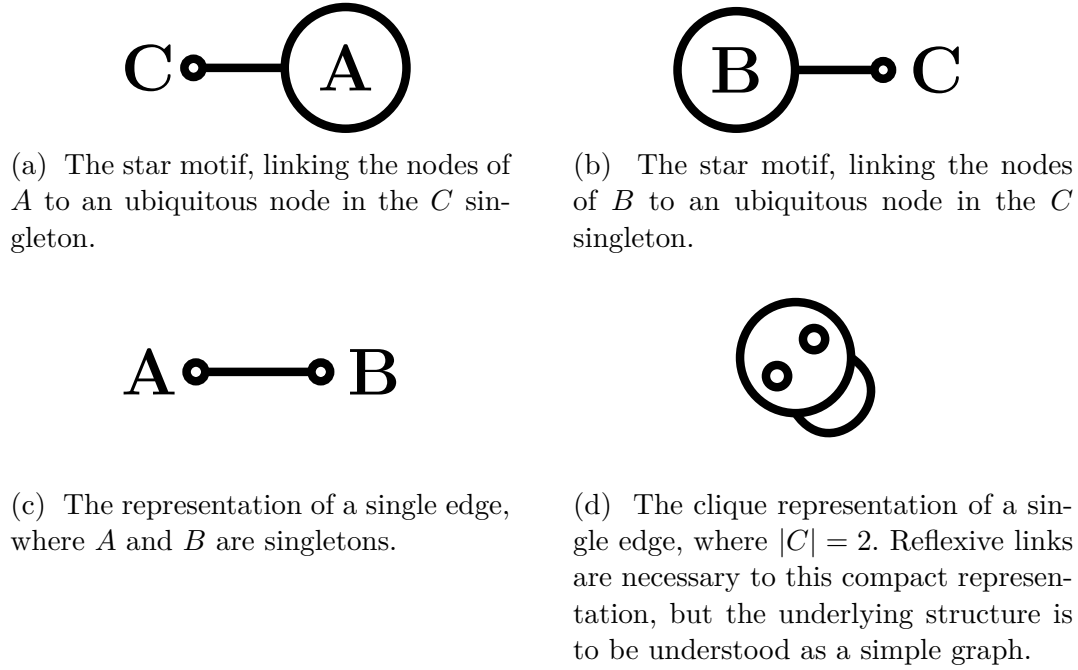 C A
B C
(a) The star motif, linking the nodes of
A to an ubiquitous node in the C sin-
gleton.
(b) The star motif, linking the nodes
of B to an ubiquitous node in the C
singleton.
A B
(c) The representation of a single edge,
where A and B are singletons.
(d) The clique representation of a sin-
gle edge, where |C| = 2. Reflexive links
are necessary to this compact represen-
tation, but the underlying structure is
to be understood as a simple graph.